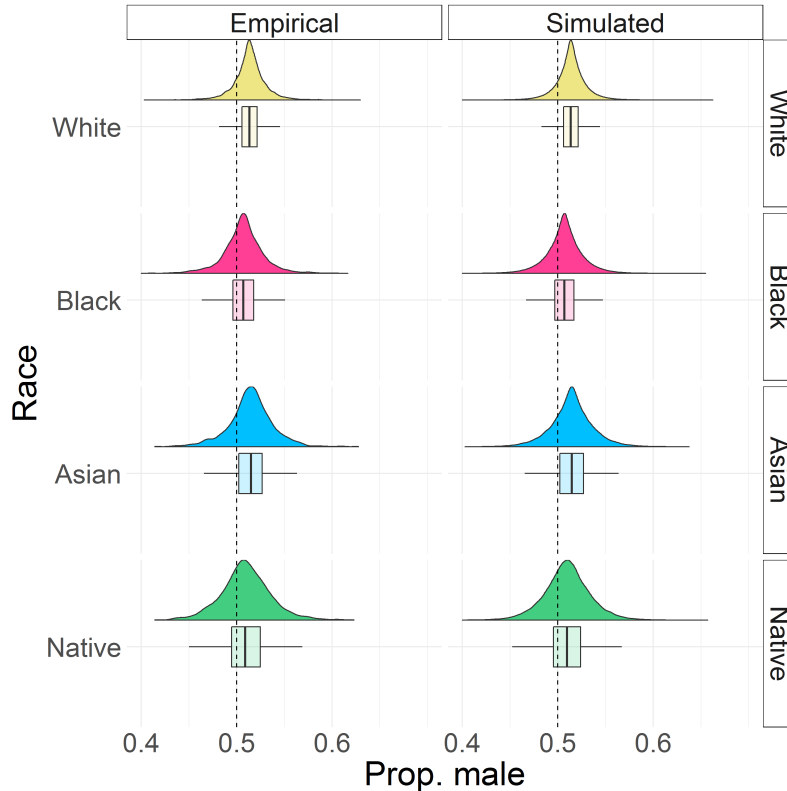 Empirical
Simulated
White
White
Black
Black
Asian
Asian
Native
Native
Race
0.4 0.5 0.6 0.4 0.5 0.6
Prop. male